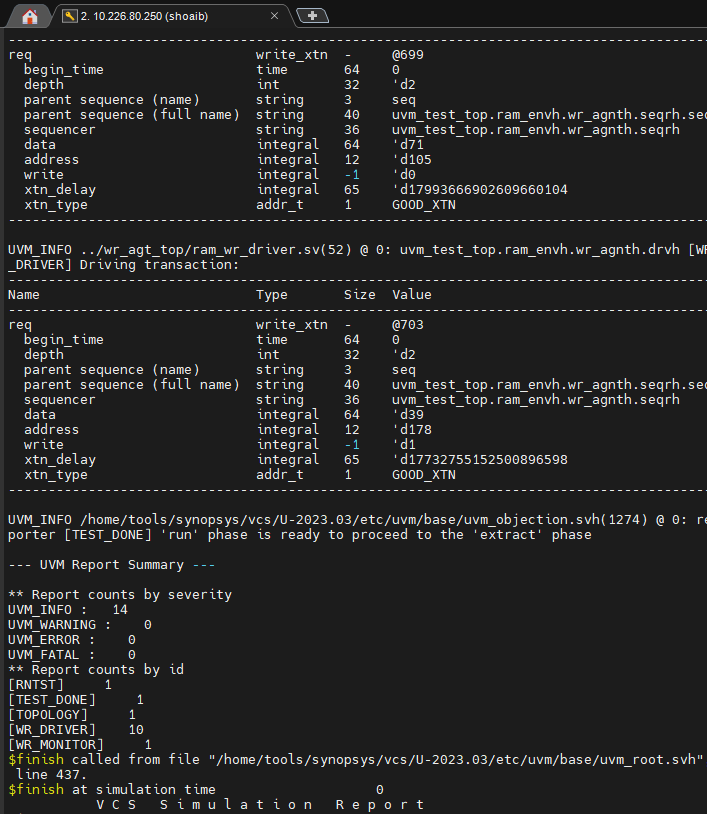 2. 10.226.80.250 (shoaib)
--------------------------------------------------------------------------------
req write_xtn - @699
begin_time time 64 0
depth int 32 'd2
parent sequence (name) string 3 seq
parent sequence (full name) string 40 uvm_test_top.ram_envh.wr_agnth.seqrh.seq
sequencer string 36 uvm_test_top.ram_envh.wr_agnth.seqrh
data integral 64 'd71
address integral 12 'd105
write integral -1 'd0
xtn_delay integral 65 'd17993666902609660104
xtn_type addr_t 1 GOOD_XTN
--------------------------------------------------------------------------------
UVM_INFO ../wr_agt_top/ram_wr_driver.sv(52) @ 0: uvm_test_top.ram_envh.wr_agnth.drvh [WR
_DRIVER] Driving transaction:
--------------------------------------------------------------------------------
Name Type Size Value
--------------------------------------------------------------------------------
req write_xtn - @703
begin_time time 64 0
depth int 32 'd2
parent sequence (name) string 3 seq
parent sequence (full name) string 40 uvm_test_top.ram_envh.wr_agnth.seqrh.seq
sequencer string 36 uvm_test_top.ram_envh.wr_agnth.seqrh
data integral 64 'd39
address integral 12 'd178
write integral -1 'd1
xtn_delay integral 65 'd17732755152500896598
xtn_type addr_t 1 GOOD_XTN
--------------------------------------------------------------------------------
UVM_INFO /home/tools/synopsys/vcs/U-2023.03/etc/uvm/base/uvm_objection.svh(1274) @ 0: re
porter [TEST_DONE] 'run' phase is ready to proceed to the 'extract' phase
--- UVM Report Summary ---
** Report counts by severity
UVM_INFO : 14
UVM_WARNING : 0
UVM_ERROR : 0
UVM_FATAL : 0
** Report counts by id
[RNTST] 1
[TEST_DONE] 1
[TOPOLOGY] 1
[WR_DRIVER] 10
[WR_MONITOR] 1
$finish called from file "/home/tools/synopsys/vcs/U-2023.03/etc/uvm/base/uvm_root.svh"
line 437.
$finish at simulation time 0
V C S S i m u l a t i o n R e p o r t